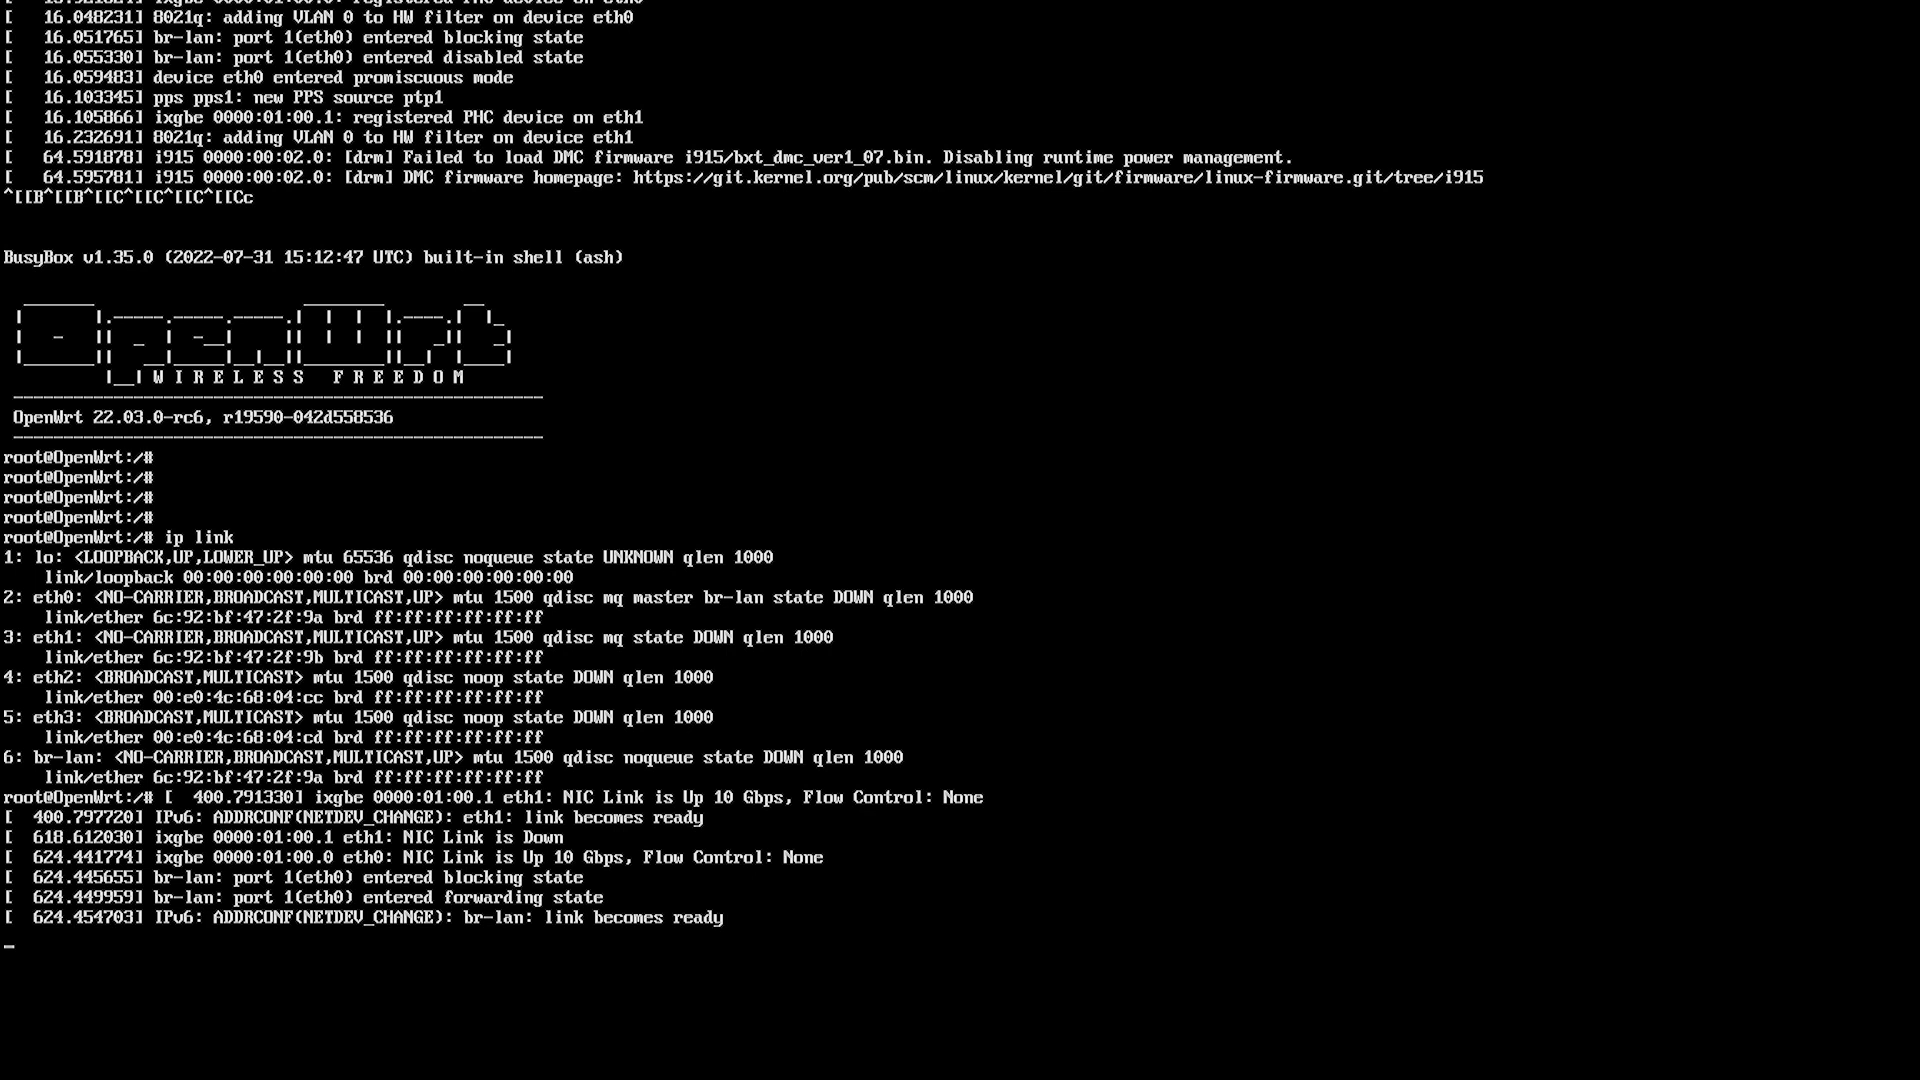 [   16.048231] 8021q: adding VLAN 0 to HW filter on device eth0
[   16.051765] br-lan: port 1(eth0) entered blocking state
[   16.055330] br-lan: port 1(eth0) entered disabled state
[   16.059483] device eth0 entered promiscuous mode
[   16.103345] pps pps1: new PPS source ptp1
[   16.105866] ixgbe 0000:01:00.1: registered PHC device on eth1
[   16.232691] 8021q: adding VLAN 0 to HW filter on device eth1
[   64.591878] i915 0000:00:02.0: [drm] Failed to load DMC firmware i915/bxt_dmc_ver1_07.bin. Disabling runtime power management.
[   64.595781] i915 0000:00:02.0: [drm] DMC firmware homepage: https://git.kernel.org/pub/scm/linux/kernel/git/firmware/linux-firmware.git/tree/i915
^[[B^[[B^[[C^[[C^[[C^[[Cc
BusyBox v1.35.0 (2022-07-31 15:12:47 UTC) built-in shell (ash)
OpenWrt
W I R E L E S S   F R E E D O M
-----------------------------------------------------
OpenWrt 22.03.0-rc6, r19590-042d558536
-----------------------------------------------------
root@OpenWrt:/#
root@OpenWrt:/#
root@OpenWrt:/#
root@OpenWrt:/#
root@OpenWrt:/# ip link
1: lo: <LOOPBACK,UP,LOWER_UP> mtu 65536 qdisc noqueue state UNKNOWN qlen 1000
    link/loopback 00:00:00:00:00:00 brd 00:00:00:00:00:00
2: eth0: <NO-CARRIER,BROADCAST,MULTICAST,UP> mtu 1500 qdisc mq master br-lan state DOWN qlen 1000
    link/ether 6c:92:bf:47:2f:9a brd ff:ff:ff:ff:ff:ff
3: eth1: <NO-CARRIER,BROADCAST,MULTICAST,UP> mtu 1500 qdisc mq state DOWN qlen 1000
    link/ether 6c:92:bf:47:2f:9b brd ff:ff:ff:ff:ff:ff
4: eth2: <BROADCAST,MULTICAST> mtu 1500 qdisc noop state DOWN qlen 1000
    link/ether 00:e0:4c:68:04:cc brd ff:ff:ff:ff:ff:ff
5: eth3: <BROADCAST,MULTICAST> mtu 1500 qdisc noop state DOWN qlen 1000
    link/ether 00:e0:4c:68:04:cd brd ff:ff:ff:ff:ff:ff
6: br-lan: <NO-CARRIER,BROADCAST,MULTICAST,UP> mtu 1500 qdisc noqueue state DOWN qlen 1000
    link/ether 6c:92:bf:47:2f:9a brd ff:ff:ff:ff:ff:ff
root@OpenWrt:/# [  400.791330] ixgbe 0000:01:00.1 eth1: NIC Link is Up 10 Gbps, Flow Control: None
[  400.797720] IPv6: ADDRCONF(NETDEV_CHANGE): eth1: link becomes ready
[  618.612030] ixgbe 0000:01:00.1 eth1: NIC Link is Down
[  624.441774] ixgbe 0000:01:00.0 eth0: NIC Link is Up 10 Gbps, Flow Control: None
[  624.445655] br-lan: port 1(eth0) entered blocking state
[  624.449959] br-lan: port 1(eth0) entered forwarding state
[  624.454703] IPv6: ADDRCONF(NETDEV_CHANGE): br-lan: link becomes ready